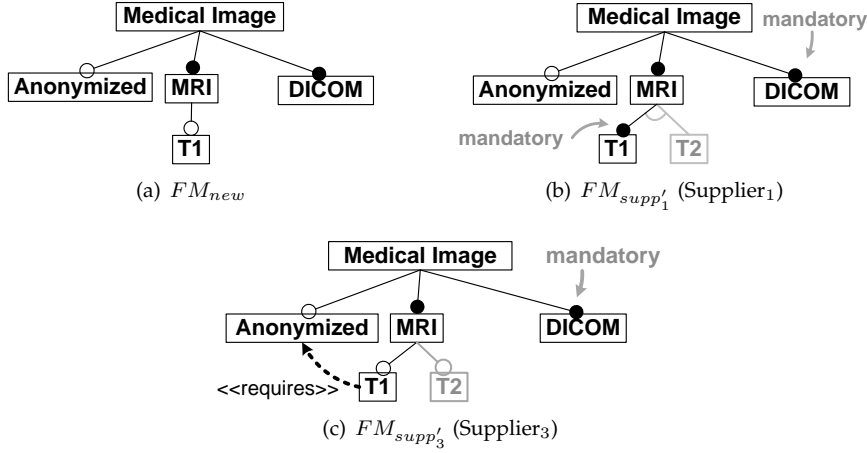 Medical Image
Anonymized MRI DICOM
T1
(a) FM_new
Medical Image
mandatory
Anonymized MRI DICOM
mandatory
T1 T2
(b) FM_supp'_1 (Supplier_1)
Medical Image
mandatory
Anonymized MRI DICOM
<<requires>> T1 T2
(c) FM_supp'_3 (Supplier_3)